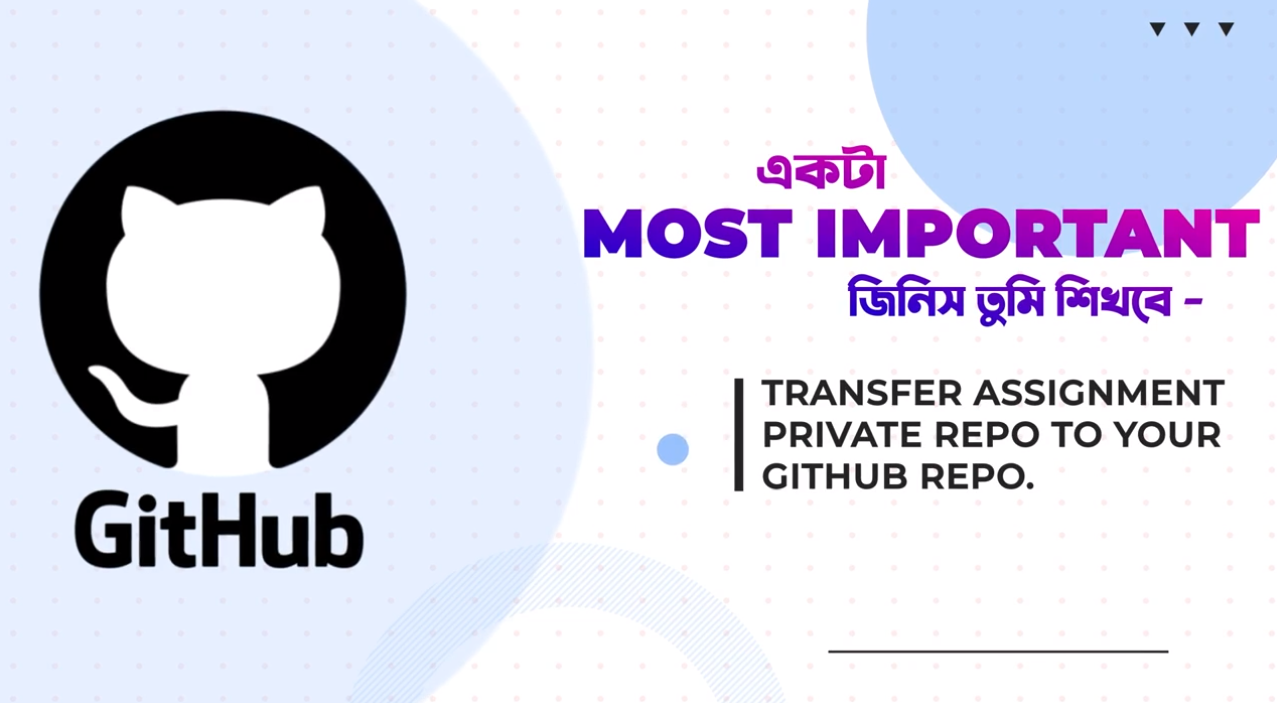 একটা
MOST IMPORTANT
জিনিস তুমি শিখবে -
TRANSFER ASSIGNMENT
PRIVATE REPO TO YOUR
GITHUB REPO.
GitHub